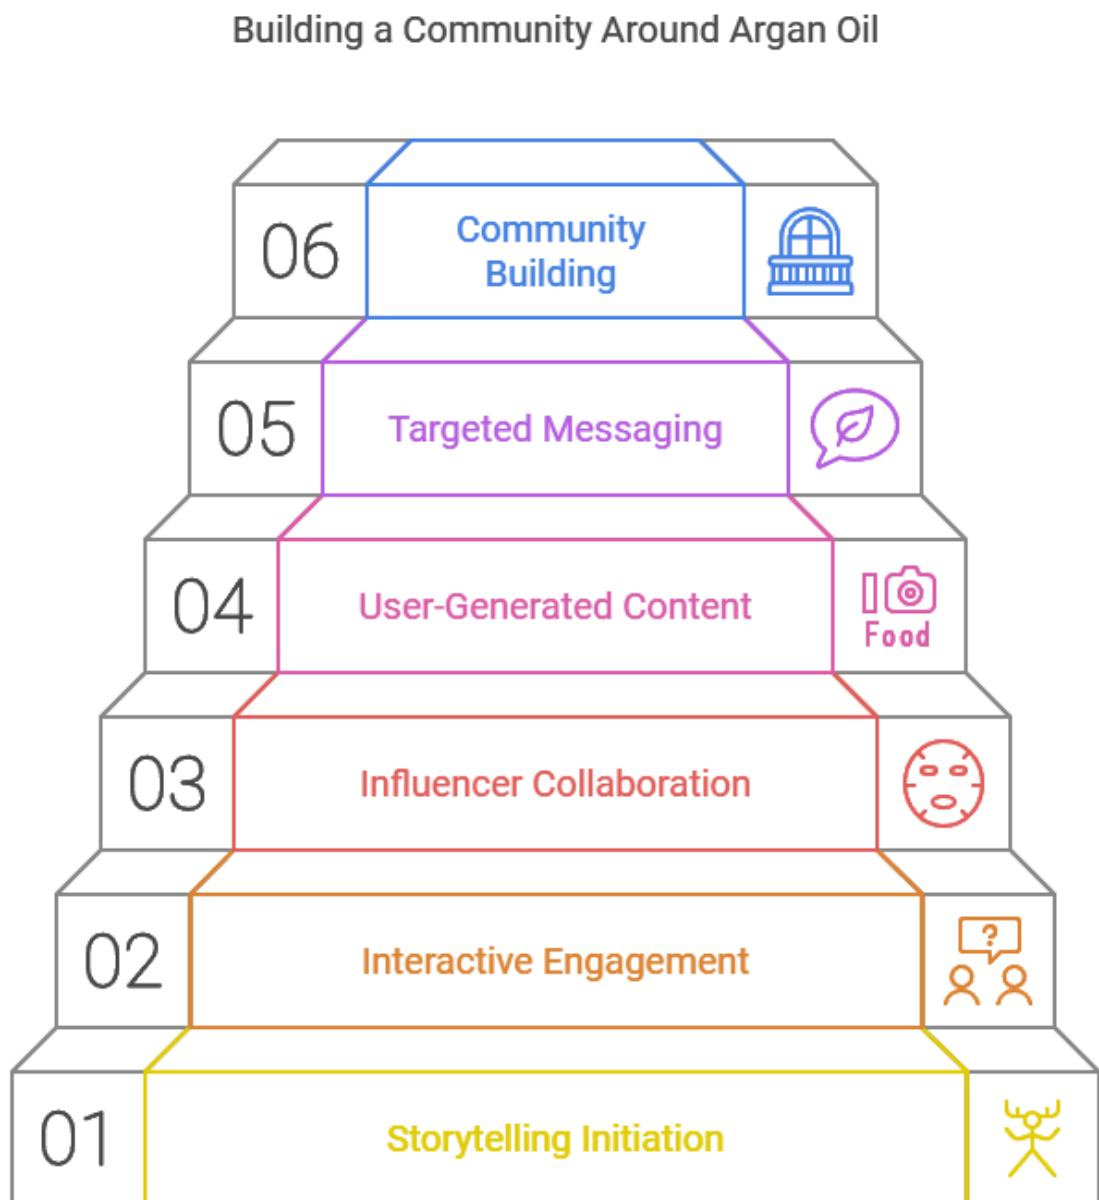 Building a Community Around Argan Oil
06
Community
Building
05
Targeted Messaging
04
User-Generated Content
Food
03
Influencer Collaboration
02
Interactive Engagement
?
01
Storytelling Initiation